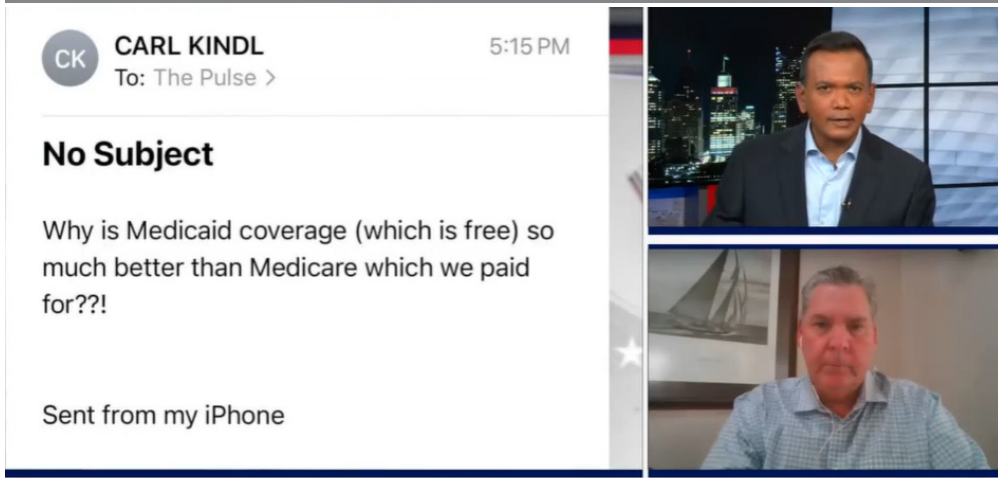 CK
CARL KINDL
5:15 PM
To: The Pulse >
No Subject
Why is Medicaid coverage (which is free) so
much better than Medicare which we paid
for??!
Sent from my iPhone